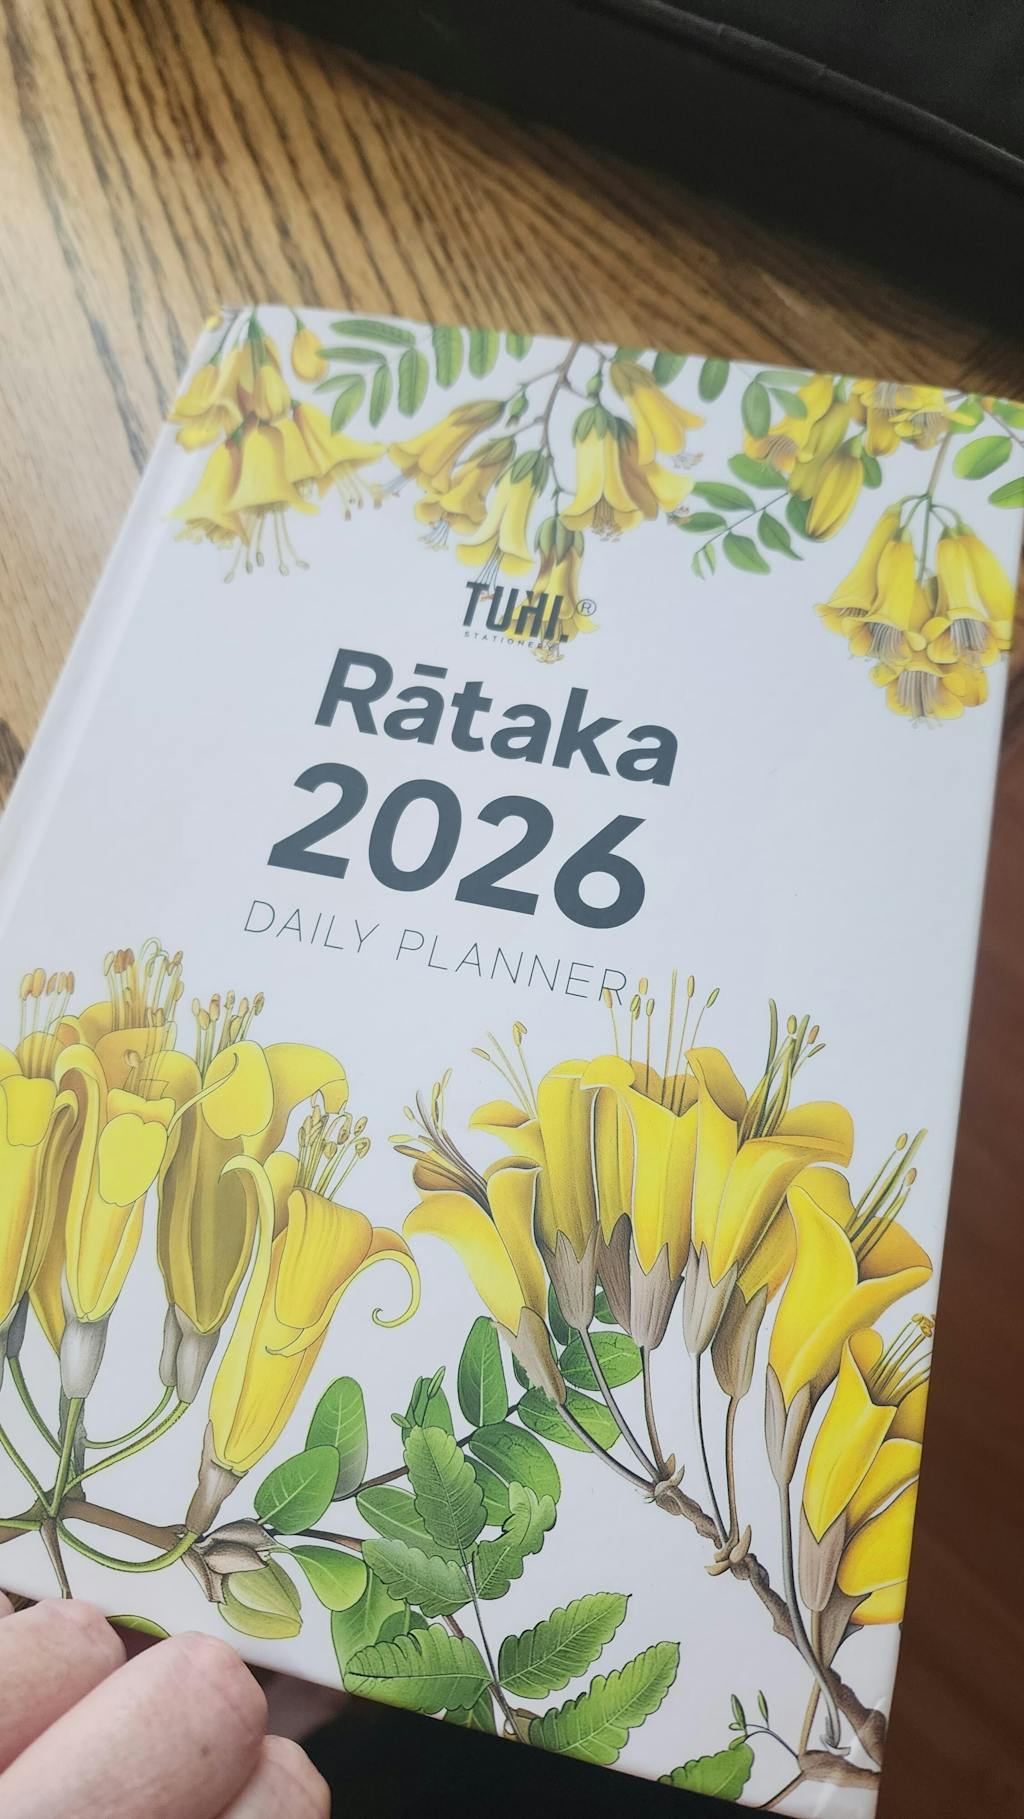 TUHI.®
STATIONERY
Rātaka
2026
DAILY PLANNER